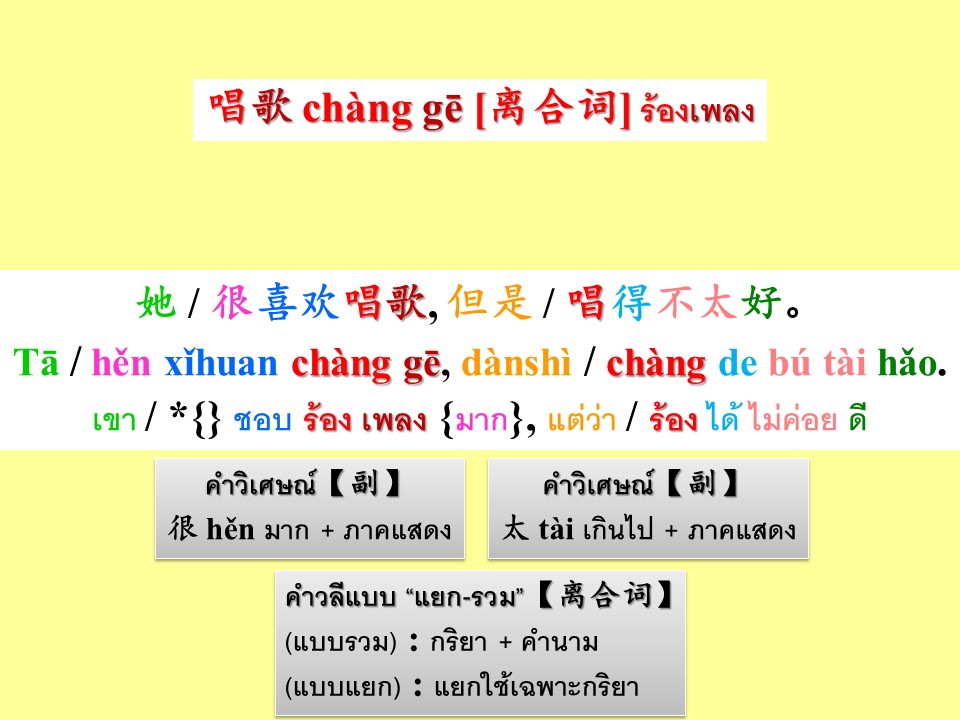 唱歌 chàng gē [离合词] ร้องเพลง
她 / 很喜欢唱歌, 但是 / 唱得不太好。
Tā / hěn xǐhuan chàng gē, dànshì / chàng de bú tài hǎo.
เขา / *{} ชอบ ร้อง เพลง {มาก}, แต่ว่า / ร้อง ได้ ไม่ค่อย ดี
คำวิเศษณ์【副】
很 hěn มาก + ภาคแสดง
คำวิเศษณ์【副】
太 tài เกินไป + ภาคแสดง
คำวลีแบบ “แยก-รวม”【离合词】
(แบบรวม) : กริยา + คำนาม
(แบบแยก) : แยกใช้เฉพาะกริยา